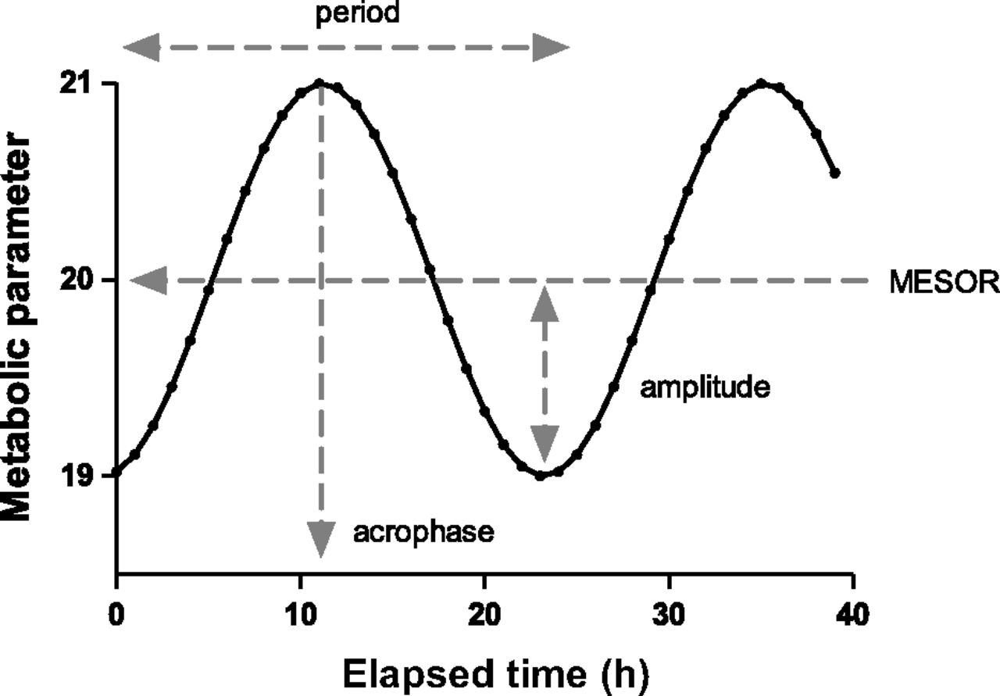 period
21
20
19
Metabolic parameter
MESOR
amplitude
acrophase
0 10 20 30 40
Elapsed time (h)